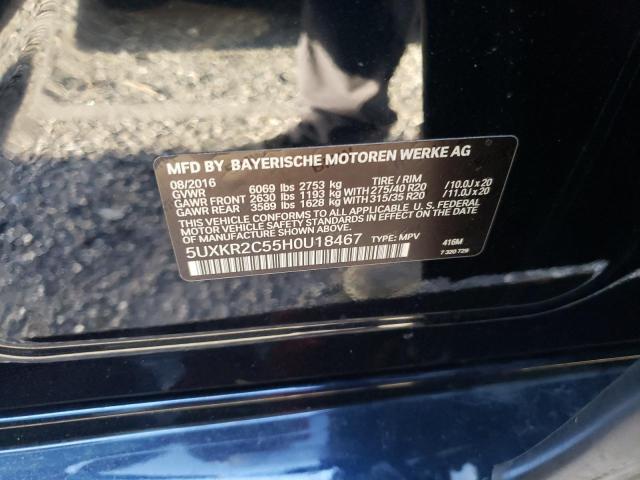 MFD BY BAYERISCHE MOTOREN WERKE AG
08/2016 6069 lbs 2753 kg TIRE / RIM
GVWR
GAWR FRONT 2630 lbs 1193 kg WITH 275/40 R20 /10.0J x 20
GAWR REAR 3589 lbs 1628 kg WITH 315/35 R20 /11.0J x 20
THIS VEHICLE CONFORMS TO ALL APPLICABLE U.S. FEDERAL
MOTOR VEHICLE SAFETY STANDARDS IN EFFECT ON THE
DATE OF MANUFACTURE SHOWN ABOVE.
5UXKR2C55H0U18467 TYPE: MPV 416M
7 320 728